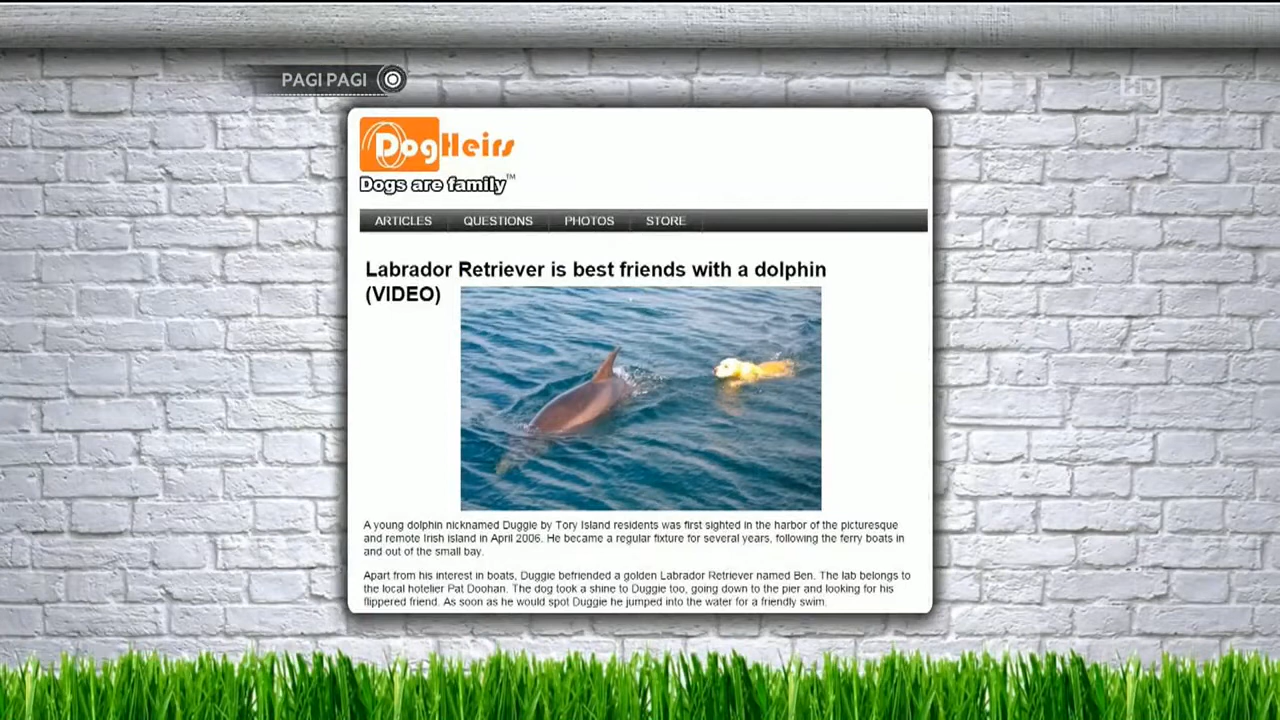 PAGI PAGI
NET
HD
DogHeirs
Dogs are family™
ARTICLES QUESTIONS PHOTOS STORE
Labrador Retriever is best friends with a dolphin
(VIDEO)
A young dolphin nicknamed Duggie by Tory Island residents was first sighted in the harbor of the picturesque
and remote Irish island in April 2006. He became a regular fixture for several years, following the ferry boats in
and out of the small bay.
Apart from his interest in boats, Duggie befriended a golden Labrador Retriever named Ben. The lab belongs to
the local hotelier Pat Doohan. The dog took a shine to Duggie too, going down to the pier and looking for his
flippered friend. As soon as he would spot Duggie he jumped into the water for a friendly swim.